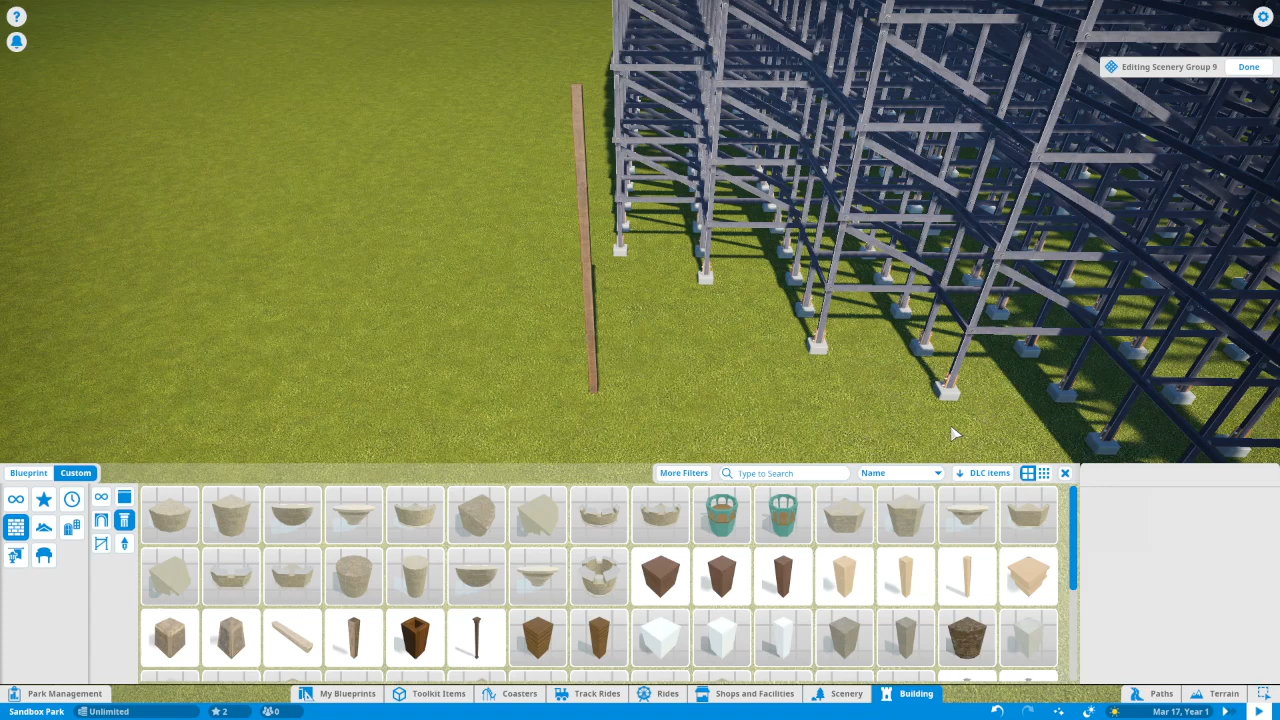 ?
Editing Scenery Group 9
Done
Blueprint
Custom
More Filters
Type to Search
Name
DLC items
Park Management
My Blueprints
Toolkit Items
Coasters
Track Rides
Rides
Shops and Facilities
Scenery
Building
Paths
Terrain
Sandbox Park
Unlimited
2
0
Mar 17, Year 1